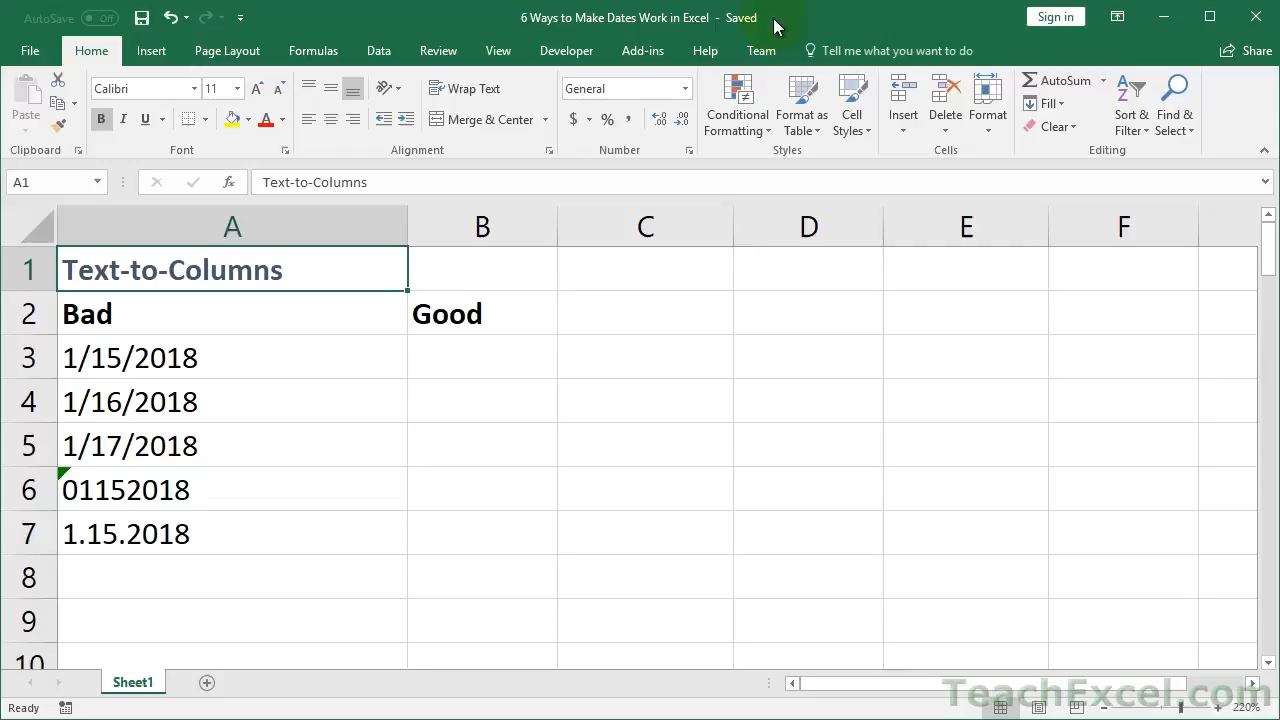 AutoSave Off
6 Ways to Make Dates Work in Excel - Saved
Sign in
File Home Insert Page Layout Formulas Data Review View Developer Add-ins Help Team Tell me what you want to do Share
Paste
Calibri 11
B I U A
Wrap Text
Merge & Center
General
$ % ,
Conditional Formatting
Format as Table
Cell Styles
Insert
Delete
Format
AutoSum
Fill
Clear
Sort & Filter
Find & Select
Clipboard Font Alignment Number Styles Cells Editing
A1 fx Text-to-Columns
A B C D E F
1 Text-to-Columns
2 Bad Good
3 1/15/2018
4 1/16/2018
5 1/17/2018
6 01152018
7 1.15.2018
8
9
10
Sheet1
TeachExcel.com
Ready 220%